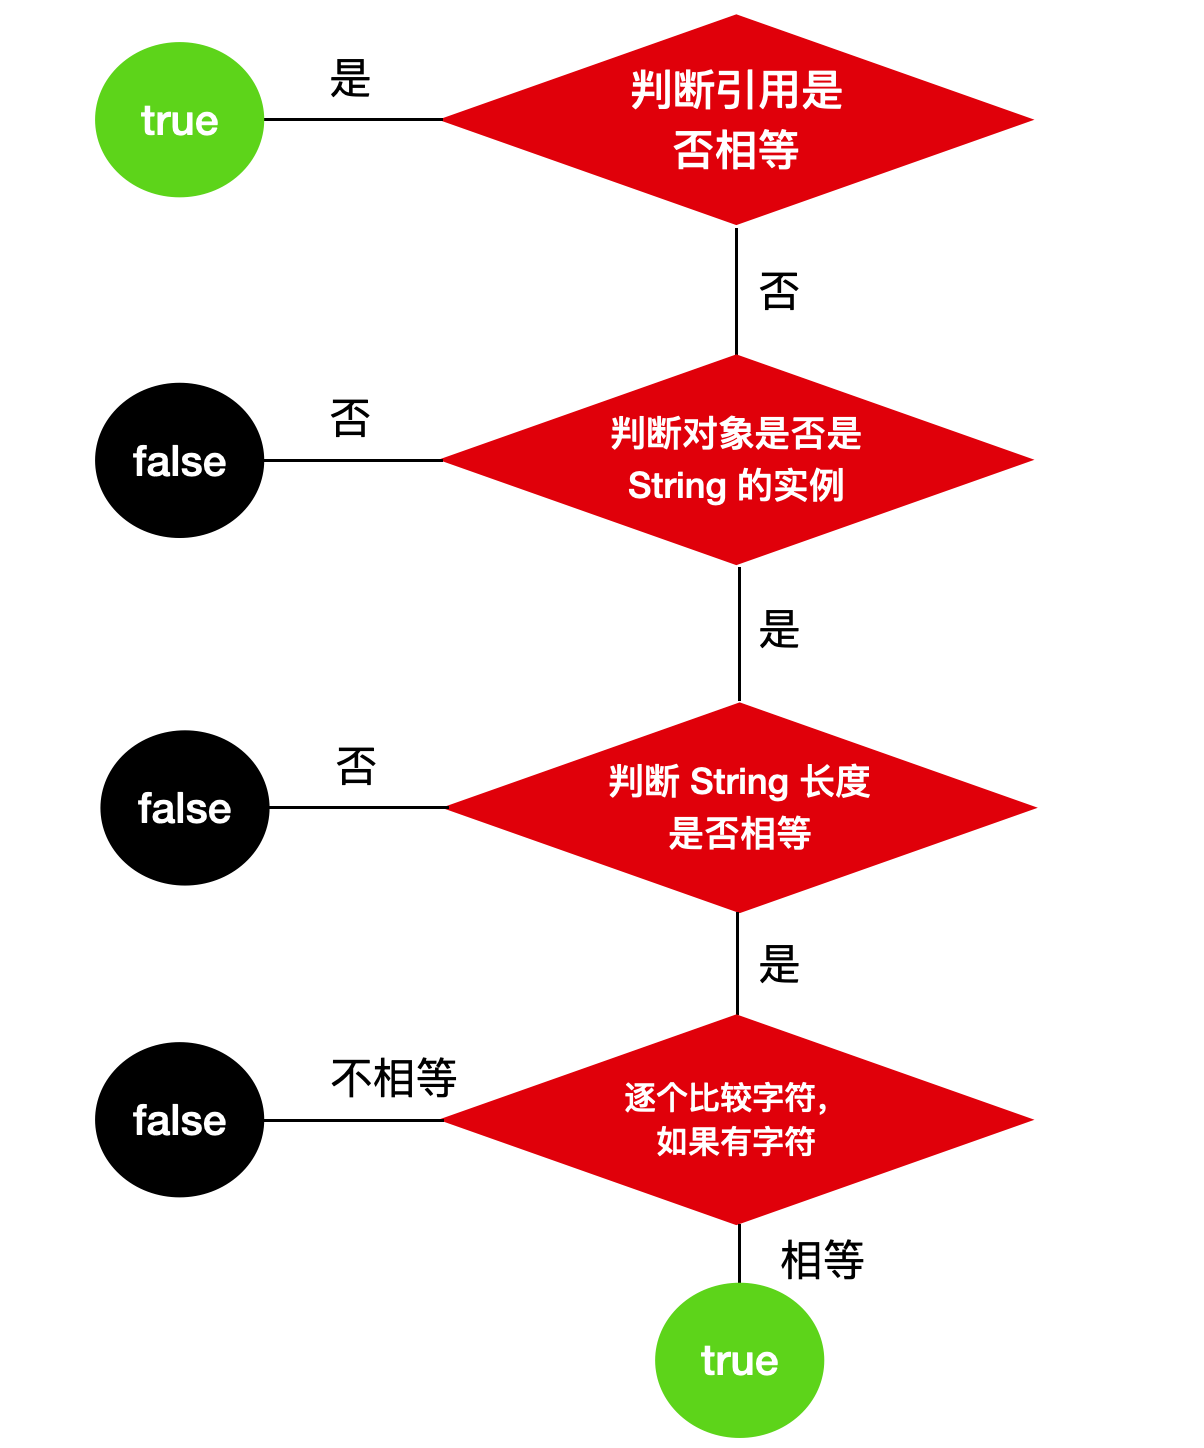 是
true
判断引用是
否相等
否
否
false
判断对象是否是
String 的实例
是
否
false
判断 String 长度
是否相等
是
不相等
false
逐个比较字符，
如果有字符
相等
true